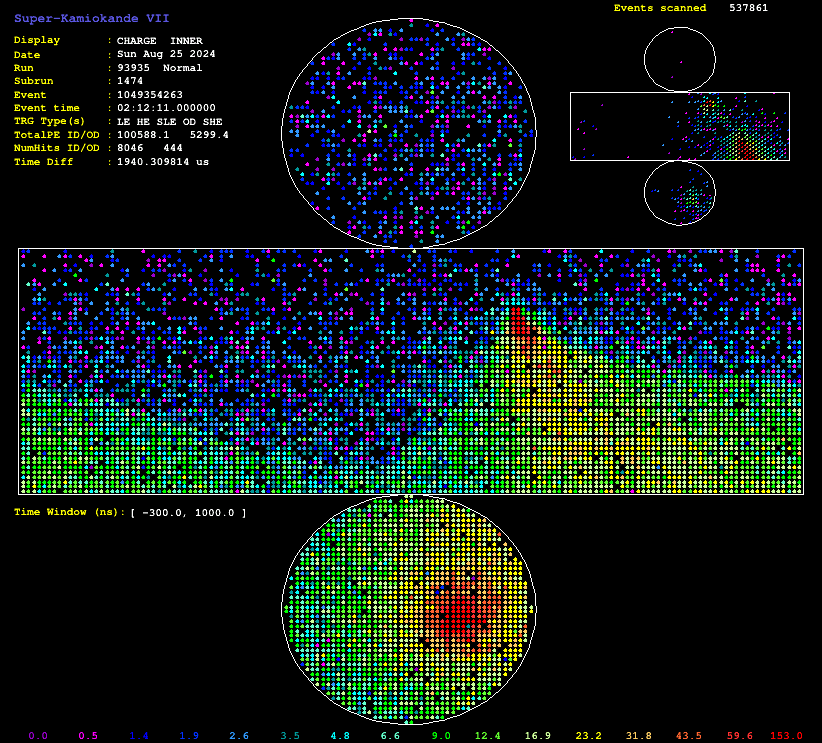 Super-Kamiokande VII
Events scanned 537861
Display : CHARGE INNER
Date : Sun Aug 25 2024
Run : 93935 Normal
Subrun : 1474
Event : 1049354263
Event time : 02:12:11.000000
TRG Type(s) : LE HE SLE OD SHE
TotalPE ID/OD : 100588.1 5299.4
NumHits ID/OD : 8046 444
Time Diff : 1940.309814 us
Time Window (ns): [ -300.0, 1000.0 ]
0.0 0.5 1.4 1.9 2.6 3.5 4.8 6.6 9.0 12.4 16.9 23.2 31.8 43.5 59.6 153.0